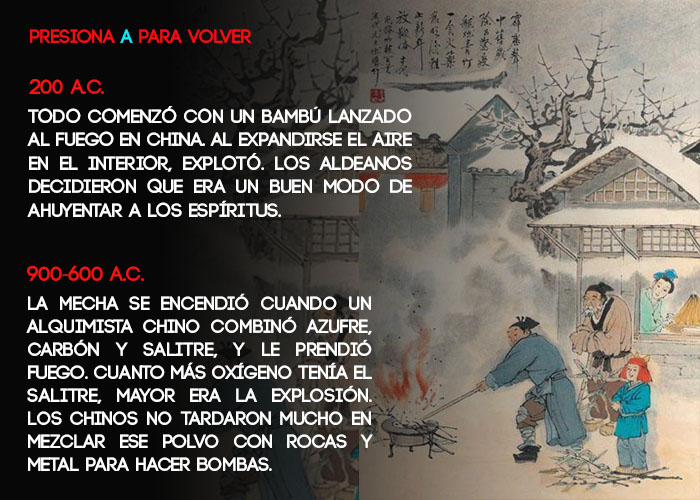 PRESIONA A PARA VOLVER
200 A.C.
TODO COMENZÓ CON UN BAMBÚ LANZADO
AL FUEGO EN CHINA. AL EXPANDIRSE EL AIRE
EN EL INTERIOR, EXPLOTÓ. LOS ALDEANOS
DECIDIERON QUE ERA UN BUEN MODO DE
AHUYENTAR A LOS ESPÍRITUS.
900-600 A.C.
LA MECHA SE ENCENDIÓ CUANDO UN
ALQUIMISTA CHINO COMBINÓ AZUFRE,
CARBÓN Y SALITRE, Y LE PRENDIÓ
FUEGO. CUANTO MÁS OXÍGENO TENÍA EL
SALITRE, MAYOR ERA LA EXPLOSIÓN.
LOS CHINOS NO TARDARON MUCHO EN
MEZCLAR ESE POLVO CON ROCAS Y
METAL PARA HACER BOMBAS.